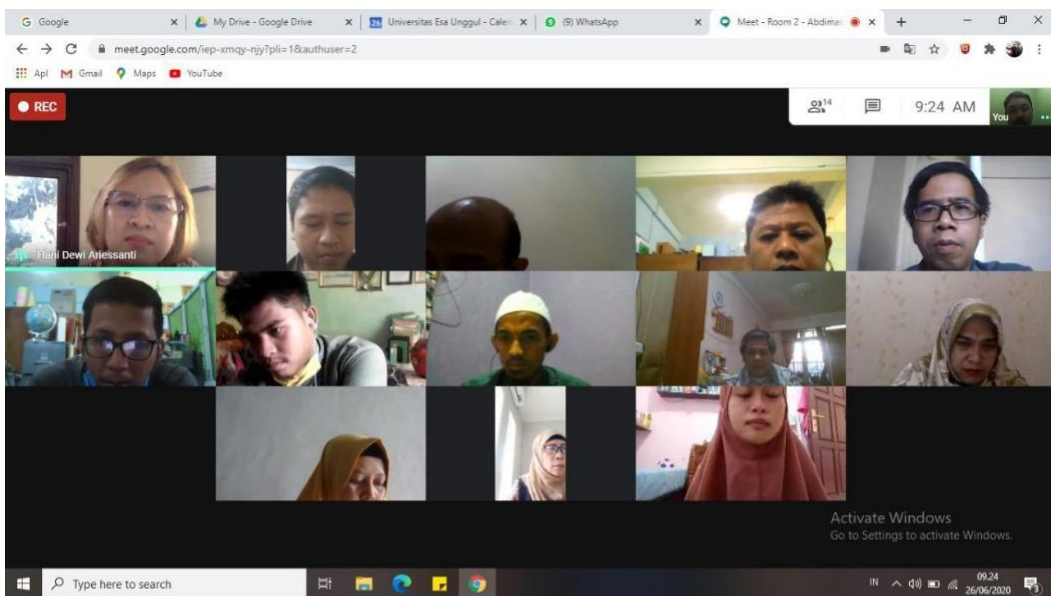 Google
My Drive - Google Drive
26 Universitas Esa Unggul - Calen
(9) WhatsApp
Meet - Room 2 - Abdimas
meet.google.com/iep-xmqy-njy?pli=1&authuser=2
Apl
Gmail
Maps
YouTube
REC
14
9:24 AM
You
Hani Dewi Ariessanti
Activate Windows
Go to Settings to activate Windows.
Type here to search
IN
09.24
26/06/2020
3